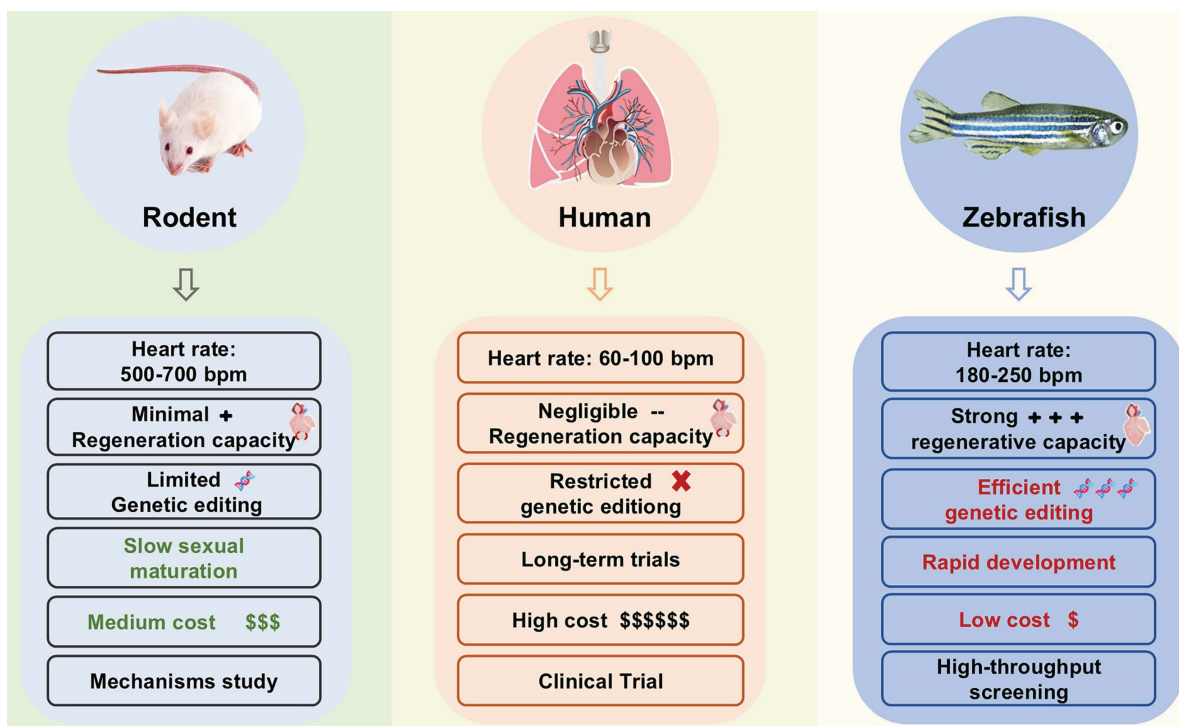 Rodent
Heart rate:
500-700 bpm
Minimal +
Regeneration capacity
Limited
Genetic editing
Slow sexual
maturation
Medium cost $$$
Mechanisms study
Human
Heart rate: 60-100 bpm
Negligible --
Regeneration capacity
Restricted
genetic editiong
Long-term trials
High cost $$$$$$
Clinical Trial
Zebrafish
Heart rate:
180-250 bpm
Strong + + +
regenerative capacity
Efficient
genetic editing
Rapid development
Low cost $
High-throughput
screening